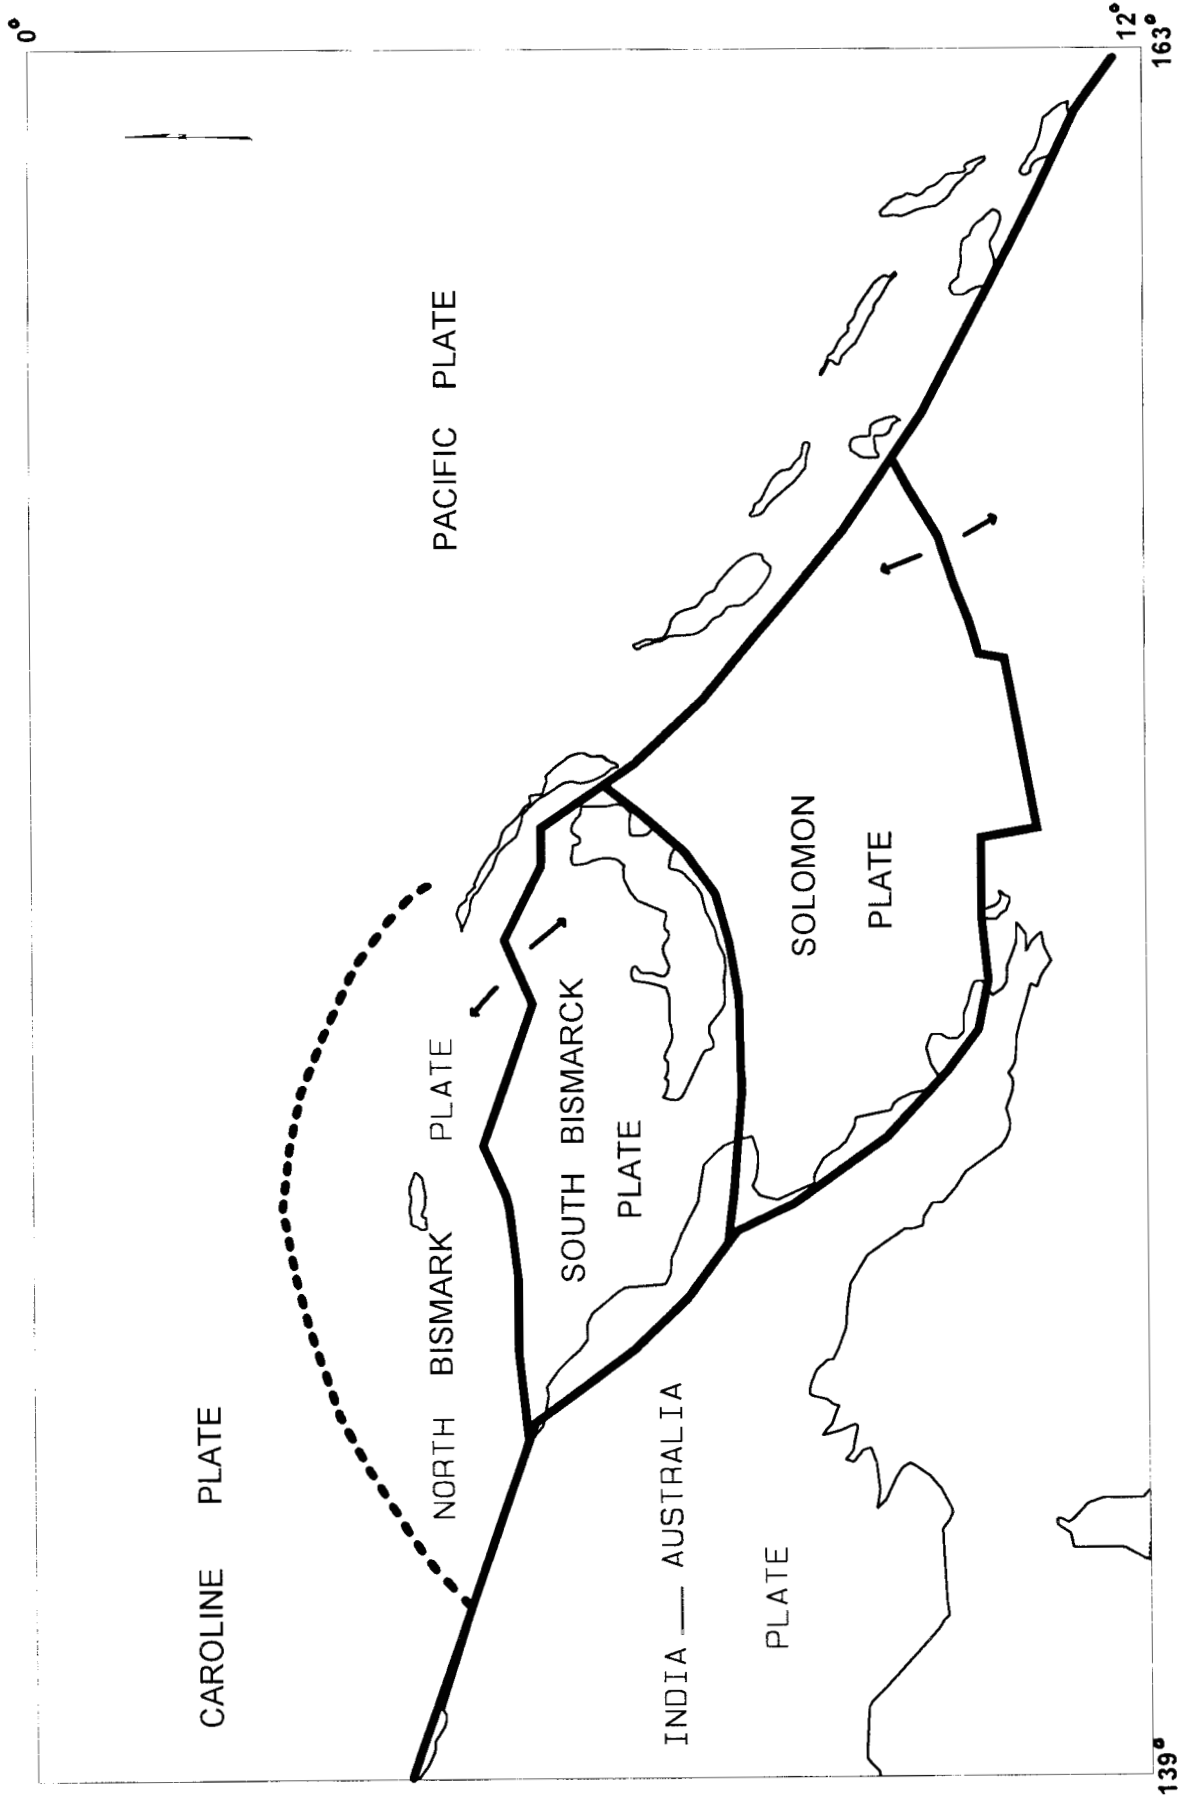 0°
CAROLINE PLATE
PACIFIC PLATE
NORTH BISMARK PLATE
SOUTH BISMARCK
PLATE
INDIA — AUSTRALIA
PLATE
SOLOMON
PLATE
12°
139°
163°